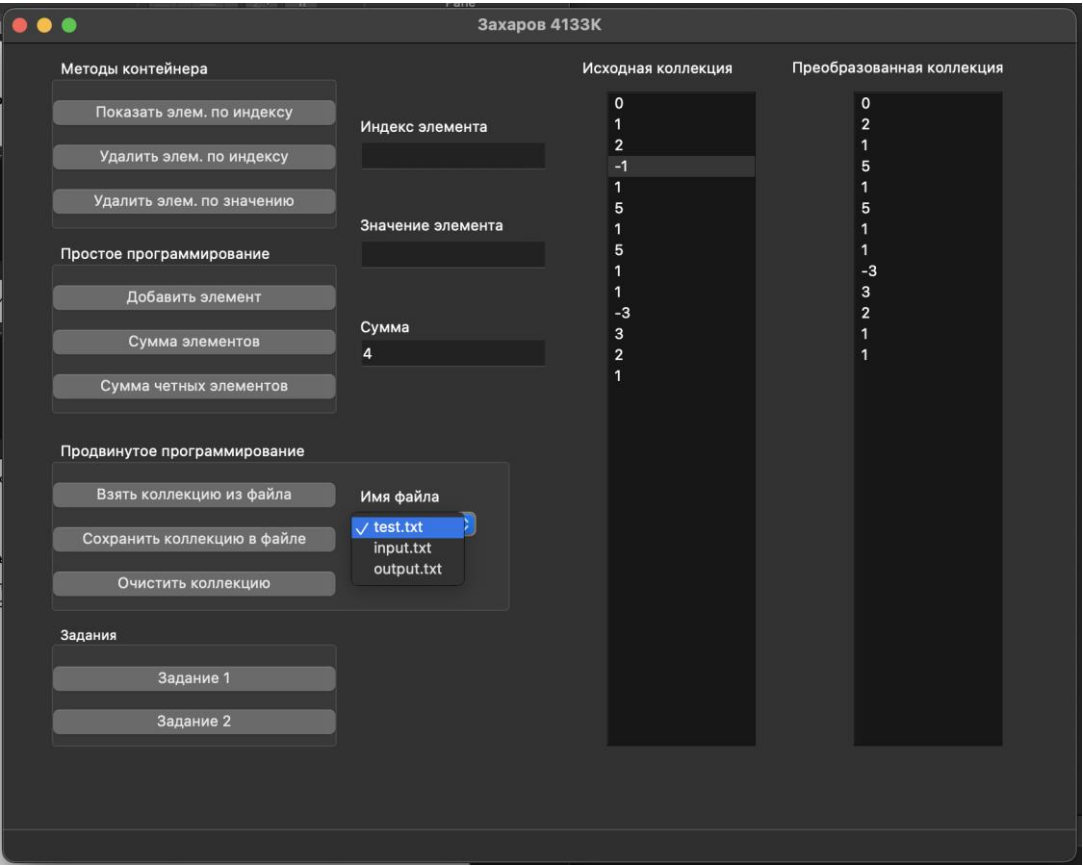 Захаров 4133К
Методы контейнера
Показать элем. по индексу
Удалить элем. по индексу
Удалить элем. по значению
Простое программирование
Добавить элемент
Сумма элементов
Сумма четных элементов
Индекс элемента
Значение элемента
Сумма
4
Продвинутое программирование
Взять коллекцию из файла
Сохранить коллекцию в файле
Очистить коллекцию
Имя файла
✓ test.txt
input.txt
output.txt
Задания
Задание 1
Задание 2
Исходная коллекция
0
1
2
-1
1
5
1
5
1
1
-3
3
2
1
Преобразованная коллекция
0
2
1
5
1
5
1
1
-3
3
2
1
1